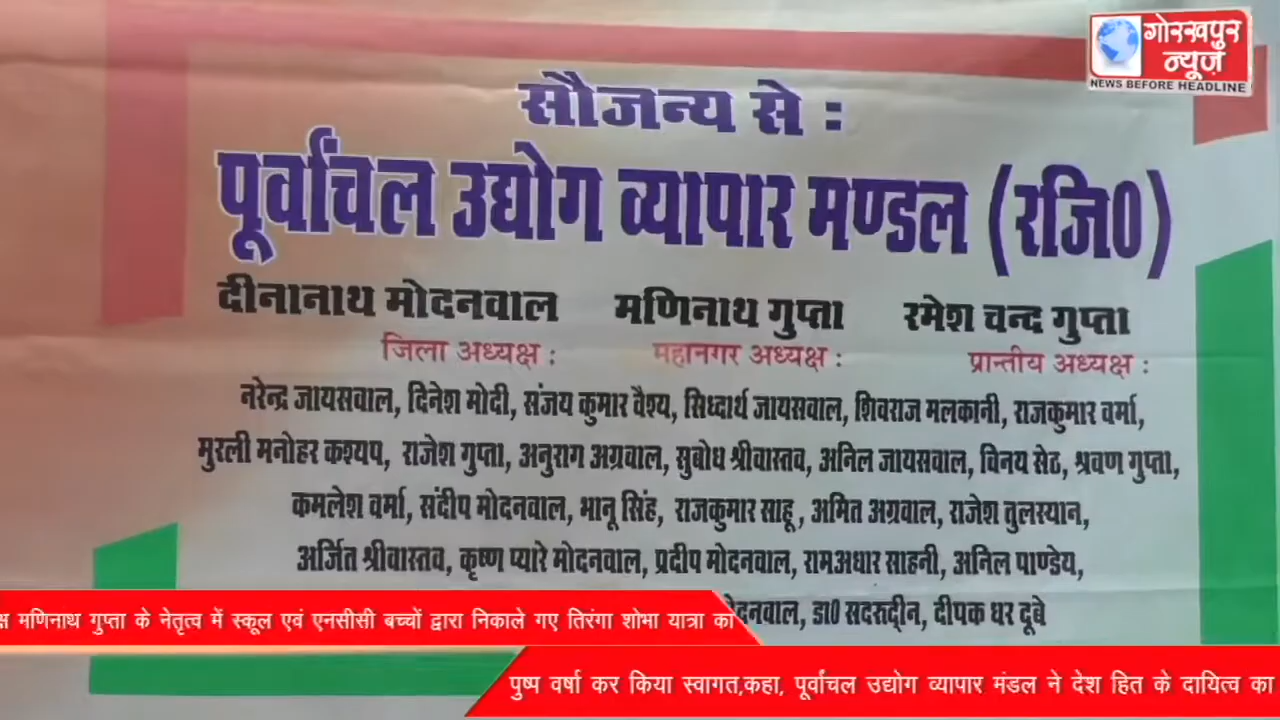 गोरखपुर
न्यूज़
NEWS BEFORE HEADLINE
सौजन्य से :
पूर्वांचल उद्योग व्यापार मण्डल (रजि0)
दीनानाथ मोदनवाल मणिनाथ गुप्ता रमेश चन्द गुप्ता
जिला अध्यक्ष : महानगर अध्यक्ष : प्रान्तीय अध्यक्ष :
नरेन्द्र जायसवाल, दिनेश मोदी, संजय कुमार वैश्य, सिध्दार्थ जायसवाल, शिवराज मलकानी, राजकुमार वर्मा,
मुरली मनोहर कश्यप, राजेश गुप्ता, अनुराग अग्रवाल, सुबोध श्रीवास्तव, अनिल जायसवाल, विनय सेठ, श्रवण गुप्ता,
कमलेश वर्मा, संदीप मोदनवाल, भानू सिंह, राजकुमार साहू, अमित अग्रवाल, राजेश तुलस्यान,
अर्जित श्रीवास्तव, कृष्ण प्यारे मोदनवाल, प्रदीप मोदनवाल, रामअधार साहनी, अनिल पाण्डेय,
डा0 सदरुद्दीन, दीपक धर दूबे
मणिनाथ गुप्ता के नेतृत्व में स्कूल एवं एनसीसी बच्चों द्वारा निकाले गए तिरंगा शोभा यात्रा का
पुष्प वर्षा कर किया स्वागत,कहा, पूर्वांचल उद्योग व्यापार मंडल ने देश हित के दायित्व का